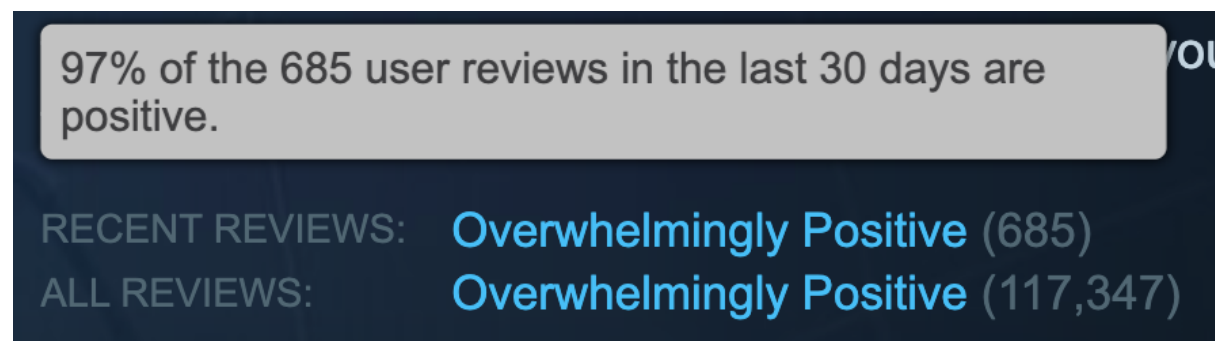 97% of the 685 user reviews in the last 30 days are
positive.
RECENT REVIEWS: Overwhelmingly Positive (685)
ALL REVIEWS: Overwhelmingly Positive (117,347)